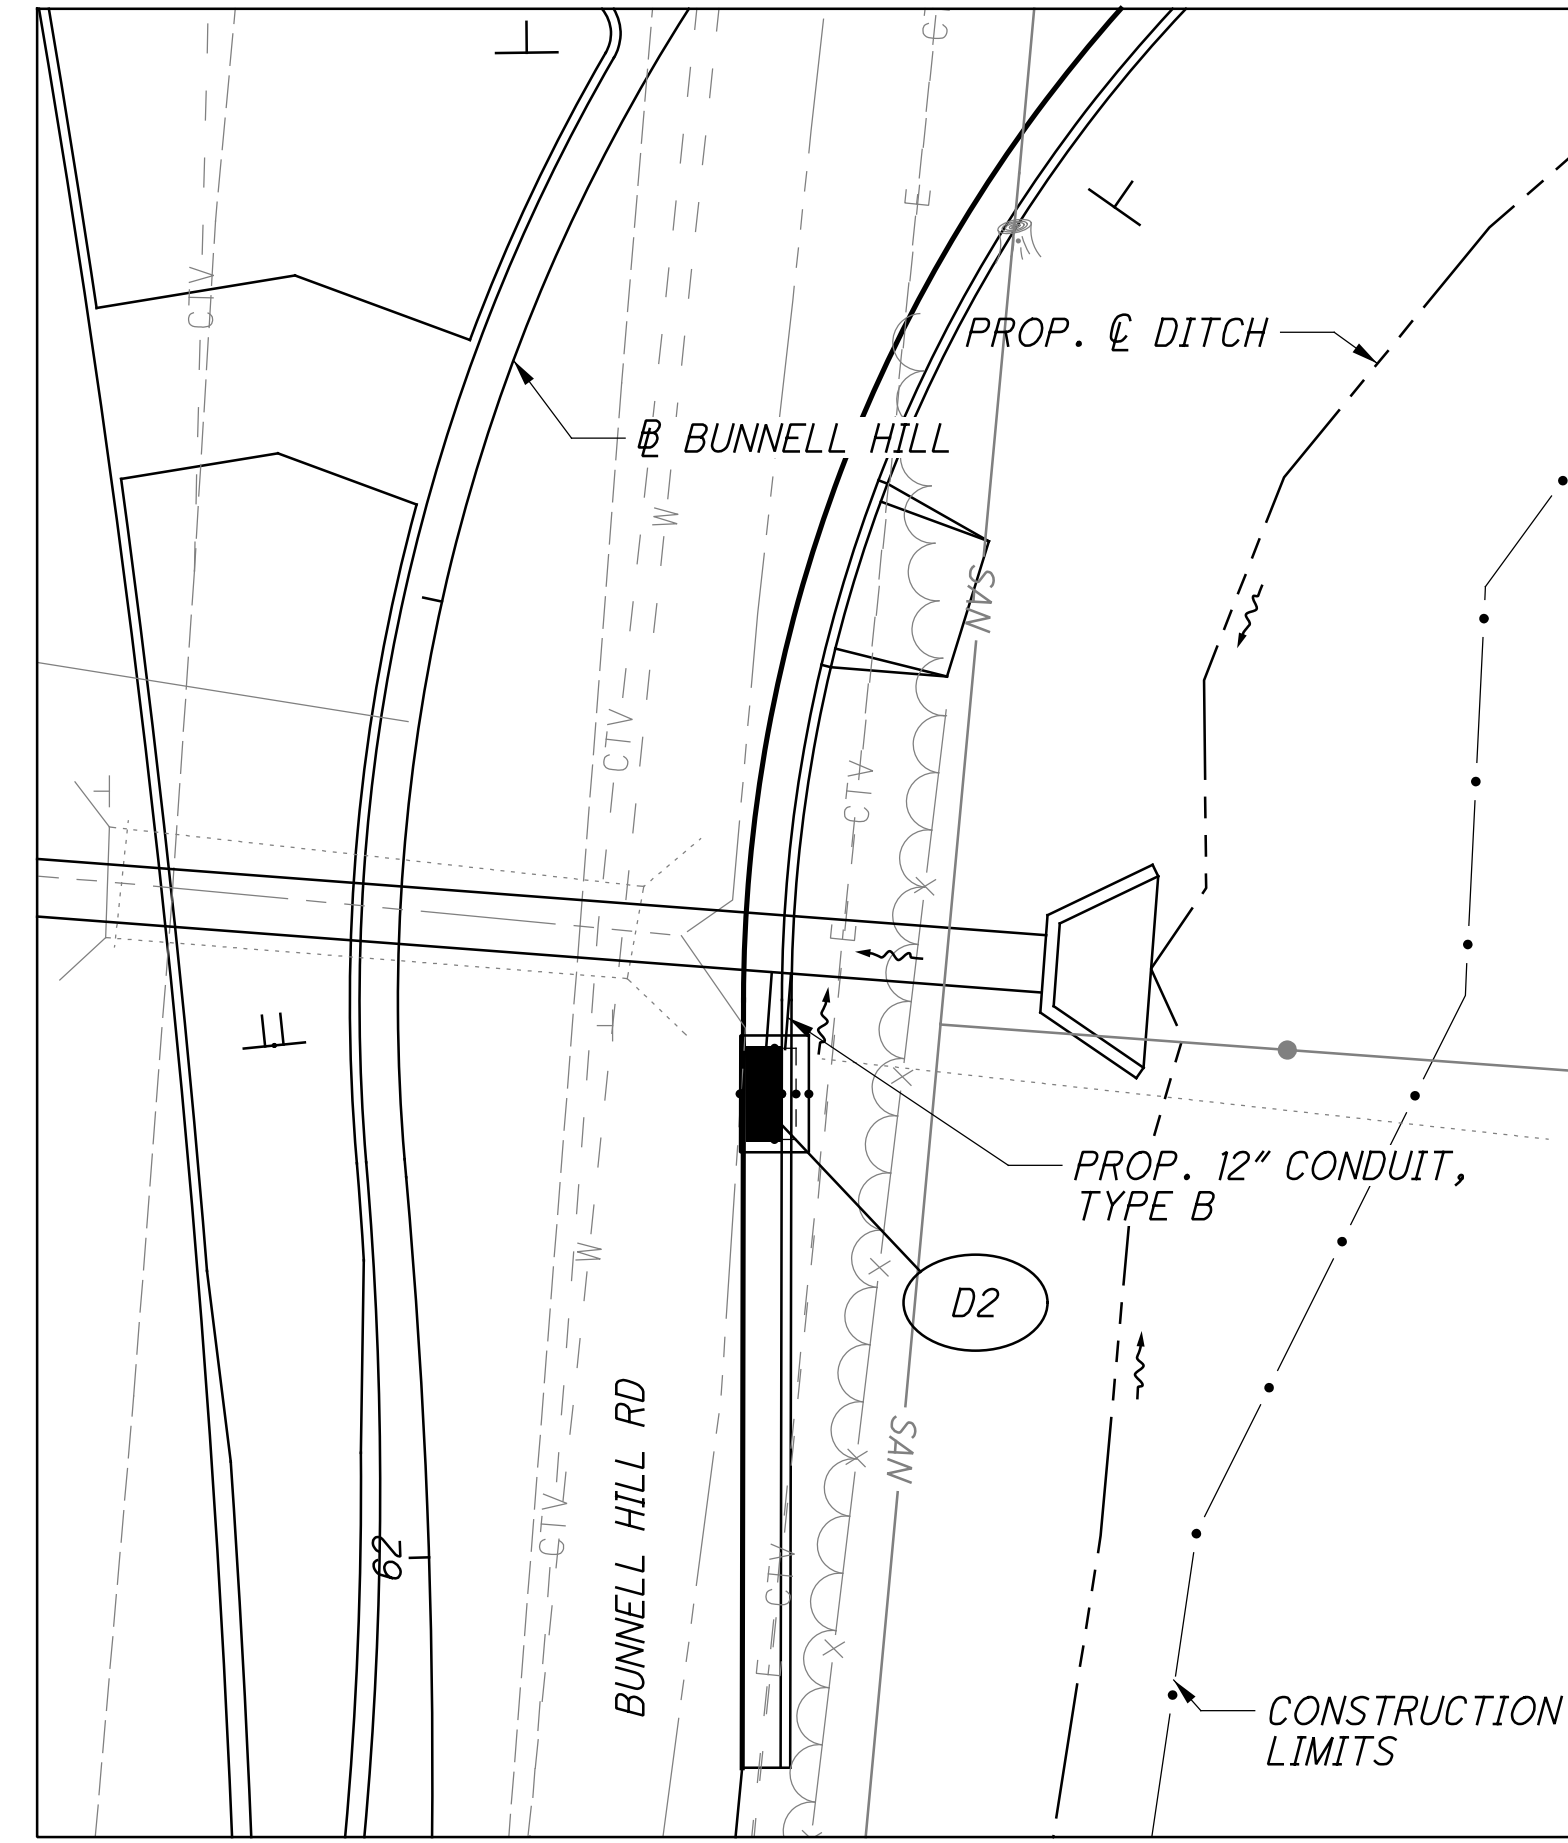 C
E
CTV
PROP. ℄ DITCH
B̵L BUNNELL HILL
W
SAN
CTV
CTV
E
PROP. 12" CONDUIT,
TYPE B
W
D2
BUNNELL HILL RD
SAN
CTV
62
CTV
E
CONSTRUCTION
LIMITS